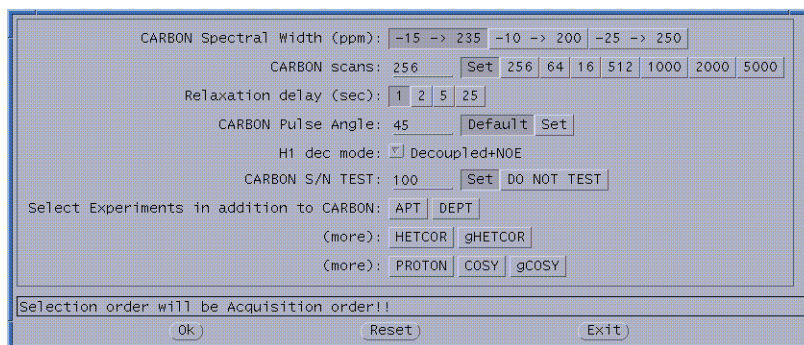 CARBON Spectral Width (ppm): -15 -> 235 -10 -> 200 -25 -> 250
CARBON scans: 256 Set 256 64 16 512 1000 2000 5000
Relaxation delay (sec): 1 2 5 25
CARBON Pulse Angle: 45 Default Set
H1 dec mode: Decoupled+NOE
CARBON S/N TEST: 100 Set DO NOT TEST
Select Experiments in addition to CARBON: APT DEPT
(more): HETCOR gHETCOR
(more): PROTON COSY gCOSY
Selection order will be Acquisition order!!
Ok Reset Exit